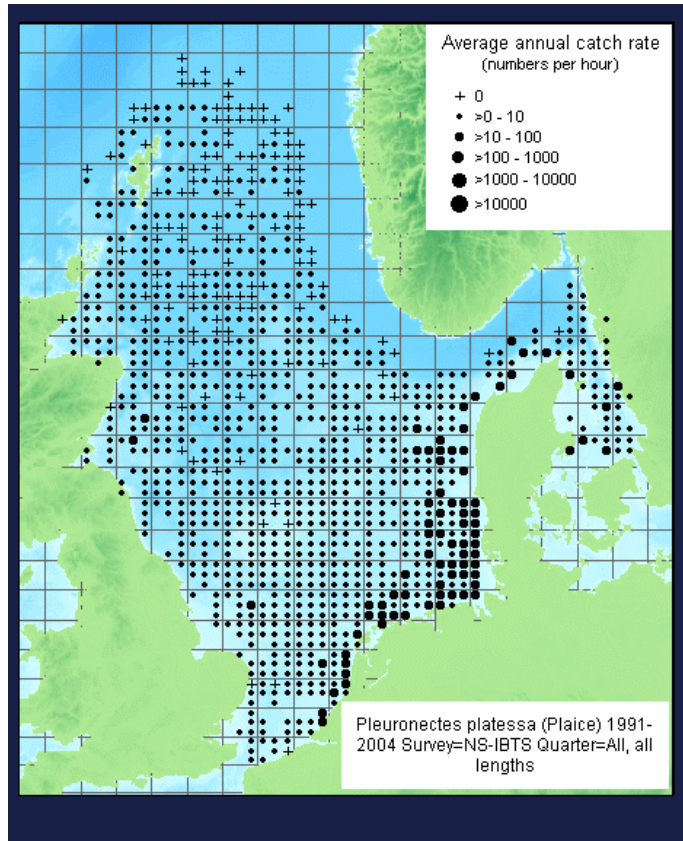 Average annual catch rate
(numbers per hour)
+ 0
>0 - 10
>10 - 100
>100 - 1000
>1000 - 10000
>10000
Pleuronectes platessa (Plaice) 1991-
2004 Survey=NS-IBTS Quarter=All, all
lengths